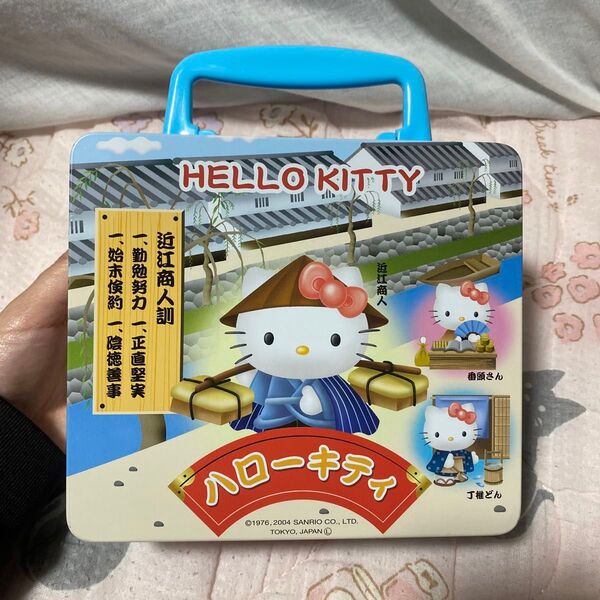 HELLO KITTY
近江商人訓
一、勤勉努力 一、正直堅実
一、始末倹約 一、陰徳善事
近江商人
番頭さん
丁稚どん
ハローキティ
©1976, 2004 SANRIO CO., LTD.
TOKYO, JAPAN Ⓛ
Break time